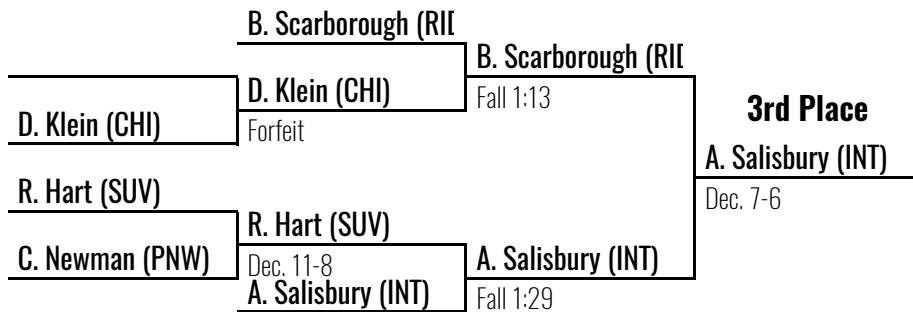 B. Scarborough (RI
B. Scarborough (RI
D. Klein (CHI)
Fall 1:13
3rd Place
D. Klein (CHI)
Forfeit
A. Salisbury (INT)
R. Hart (SUV)
Dec. 7-6
R. Hart (SUV)
C. Newman (PNW)
Dec. 11-8
A. Salisbury (INT)
A. Salisbury (INT)
Fall 1:29